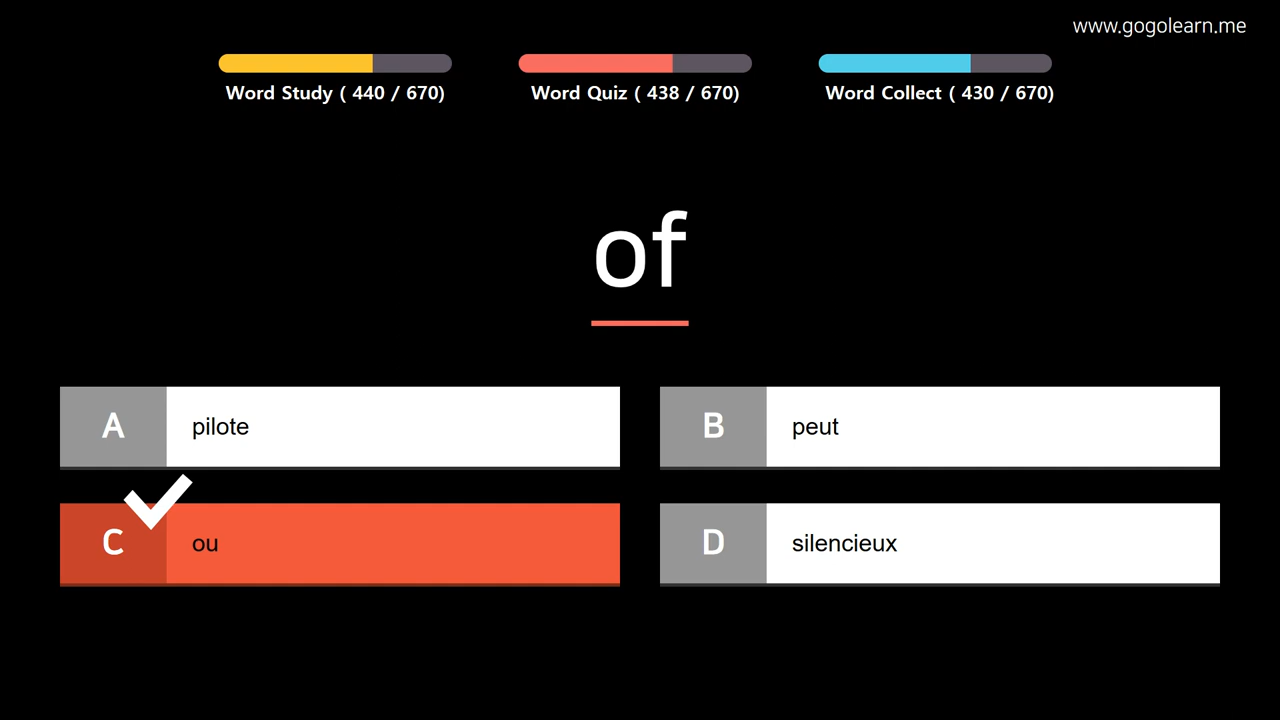 www.gogolearn.me
Word Study ( 440 / 670)
Word Quiz ( 438 / 670)
Word Collect ( 430 / 670)
of
A pilote
B peut
C ou
D silencieux